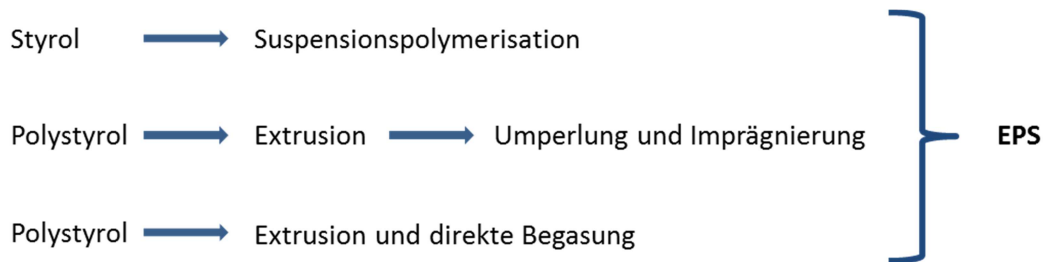 Styrol Suspensionspolymerisation
Polystyrol Extrusion Umperlung und Imprägnierung EPS
Polystyrol Extrusion und direkte Begasung